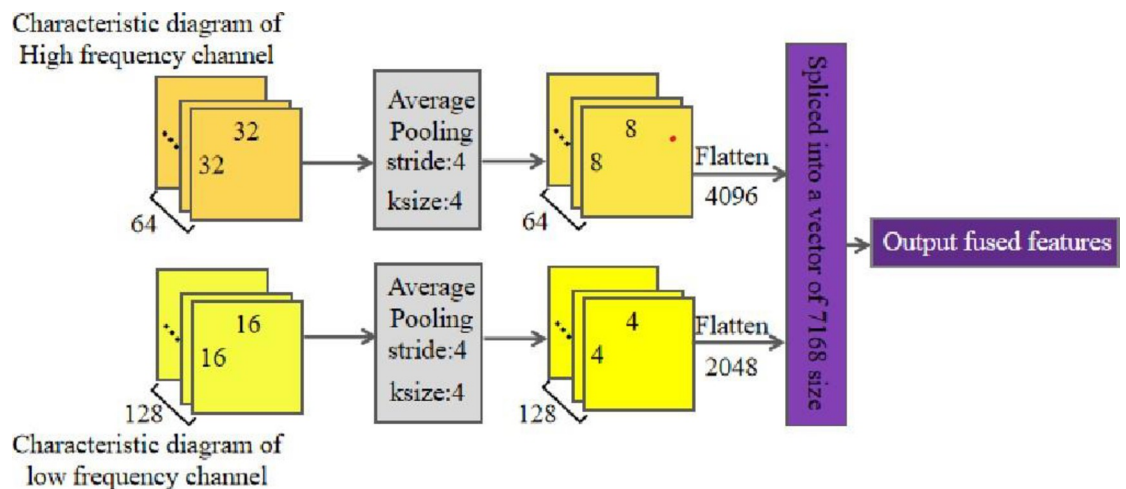 Characteristic diagram of
High frequency channel
32
32
64
Average
Pooling
stride:4
ksize:4
8
8
64
Flatten
4096
16
16
128
Average
Pooling
stride:4
ksize:4
4
4
128
Flatten
2048
Spliced into a vector of 7168 size
Output fused features
Characteristic diagram of
low frequency channel